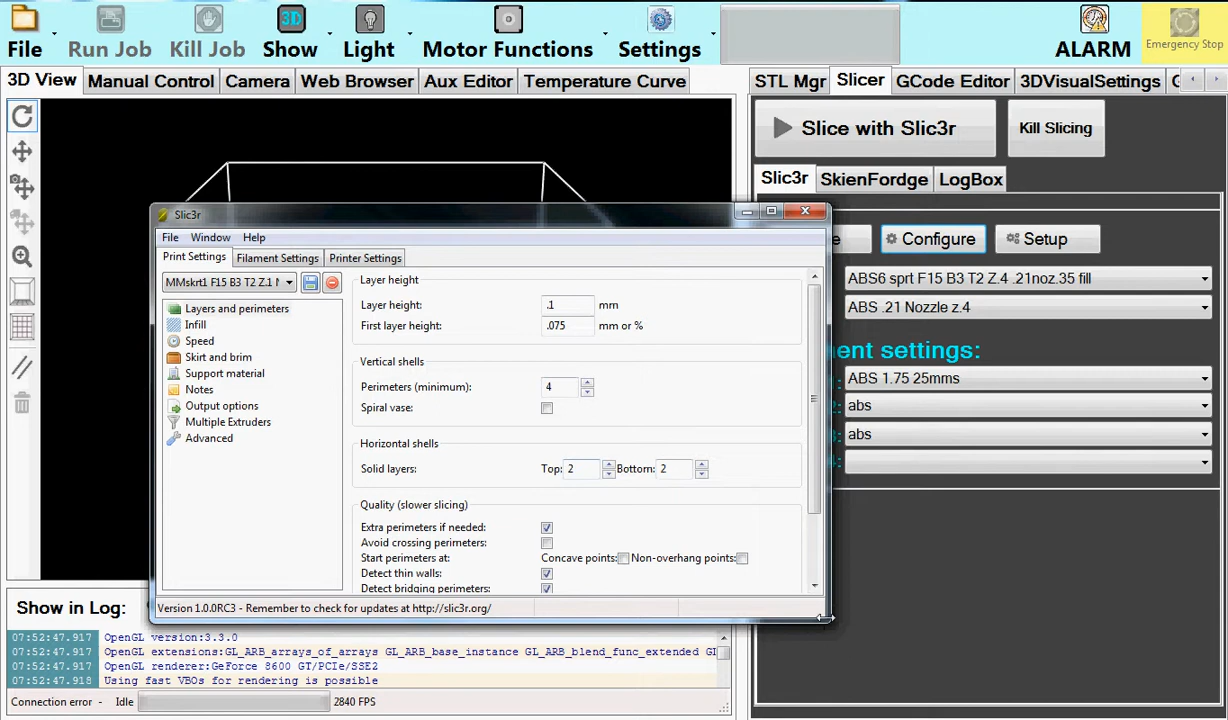 File Run Job Kill Job Show Light Motor Functions Settings ALARM Emergency Stop
3D
3D View Manual Control Camera Web Browser Aux Editor Temperature Curve
STL Mgr Slicer GCode Editor 3DVisualSettings
Slice with Slic3r Kill Slicing
Slic3r SkienFordge LogBox
Configure Setup
ABS6 sprt F15 B3 T2 Z.4 .21noz.35 fill
ABS .21 Nozzle z.4
ent settings:
ABS 1.75 25mms
abs
abs
Slic3r
File Window Help
Print Settings Filament Settings Printer Settings
MMskrt1 F15 B3 T2 Z.1
Layers and perimeters
Infill
Speed
Skirt and brim
Support material
Notes
Output options
Multiple Extruders
Advanced
Layer height
Layer height: .1 mm
First layer height: .075 mm or %
Vertical shells
Perimeters (minimum): 4
Spiral vase:
Horizontal shells
Solid layers: Top: 2 Bottom: 2
Quality (slower slicing)
Extra perimeters if needed:
Avoid crossing perimeters:
Start perimeters at: Concave points: Non-overhang points:
Detect thin walls:
Detect bridging perimeters:
Version 1.0.0RC3 - Remember to check for updates at http://slic3r.org/
Show in Log:
07:52:47.917 OpenGL version:3.3.0
07:52:47.917 OpenGL extensions:GL_ARB_arrays_of_arrays GL_ARB_base_instance GL_ARB_blend_func_extended
07:52:47.917 OpenGL renderer:GeForce 8600 GT/PCIe/SSE2
07:52:47.918 Using fast VBOs for rendering is possible
Connection error - Idle 2840 FPS